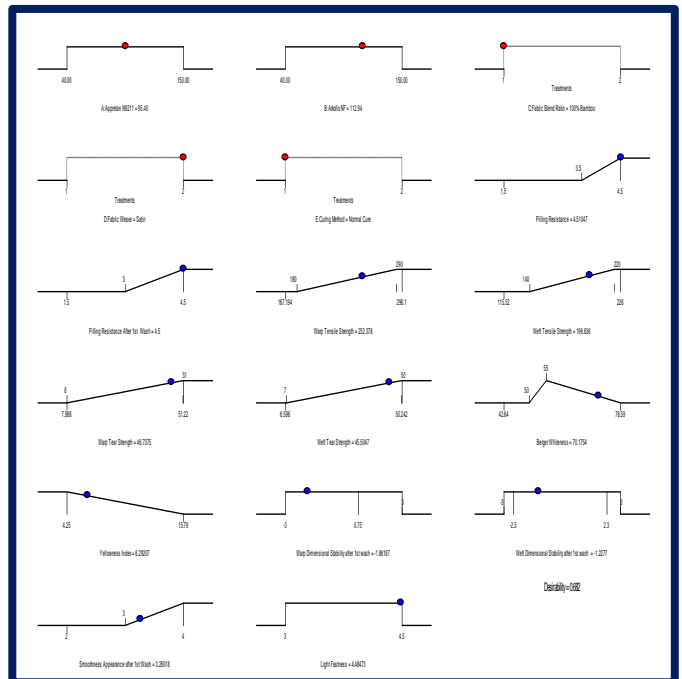 40.00 150.00
A: Appretan N9211 = 95.40
40.00 150.00
B: Arkofix NF = 112.94
1 2
Treatments
C: Fabric Blend Ratio = 100% Bamboo
1 2
Treatments
D: Fabric Weave = Satin
1 2
Treatments
E: Curing Method = Normal Cure
3.5
1.5 4.5
Pilling Resistance = 4.51047
3
1.5 4.5
Pilling Resistance After 1st Wash = 4.5
180 290
167.194 296.1
Warp Tensile Strength = 252.378
140 220
115.52 226
Weft Tensile Strength =
8 51
7.988 51.22
Warp Tear Strength = 46.7375
7 50
6.596 50.242
Weft Tear Strength = 45.5347
50 55
42.64 76.59
Berger Whiteness = 70.1754
4.25 15.79
Yellowness Index = 6.29207
-3 0.75 3
Warp Dimensional Stability after 1st wash = -1.86187
-3 3
-2.5 2.3
Weft Dimensional Stability after 1st wash = -1.2277
3
2 4
Smoothness Appearance after 1st Wash = 3.26016
3 4.5
Light Fastness = 4.48473
Desirability = 0.692